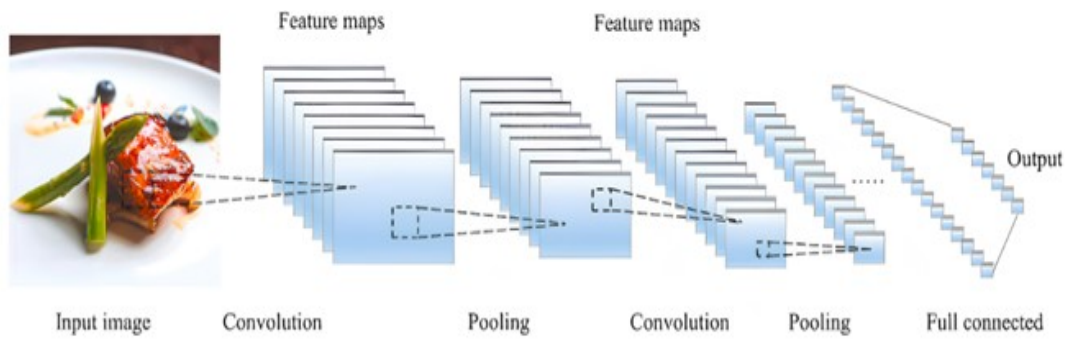 Feature maps
Feature maps
Output
Input image
Convolution
Pooling
Convolution
Pooling
Full connected